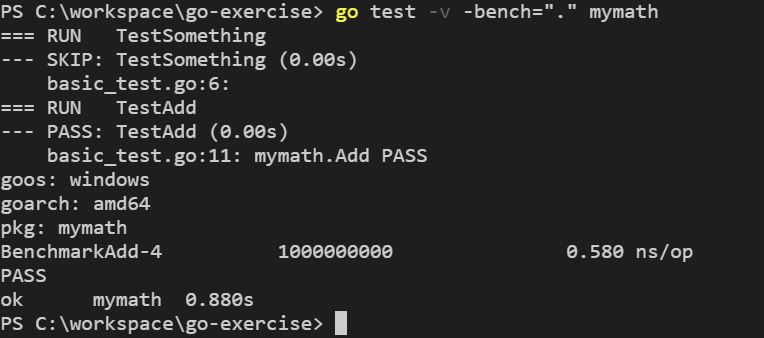 PS C:\workspace\go-exercise> go test -v -bench="." mymath
=== RUN   TestSomething
--- SKIP: TestSomething (0.00s)
    basic_test.go:6:
=== RUN   TestAdd
--- PASS: TestAdd (0.00s)
    basic_test.go:11: mymath.Add PASS
goos: windows
goarch: amd64
pkg: mymath
BenchmarkAdd-4          1000000000               0.580 ns/op
PASS
ok      mymath  0.880s
PS C:\workspace\go-exercise>